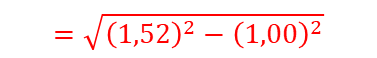 = √(1,52)² − (1,00)²